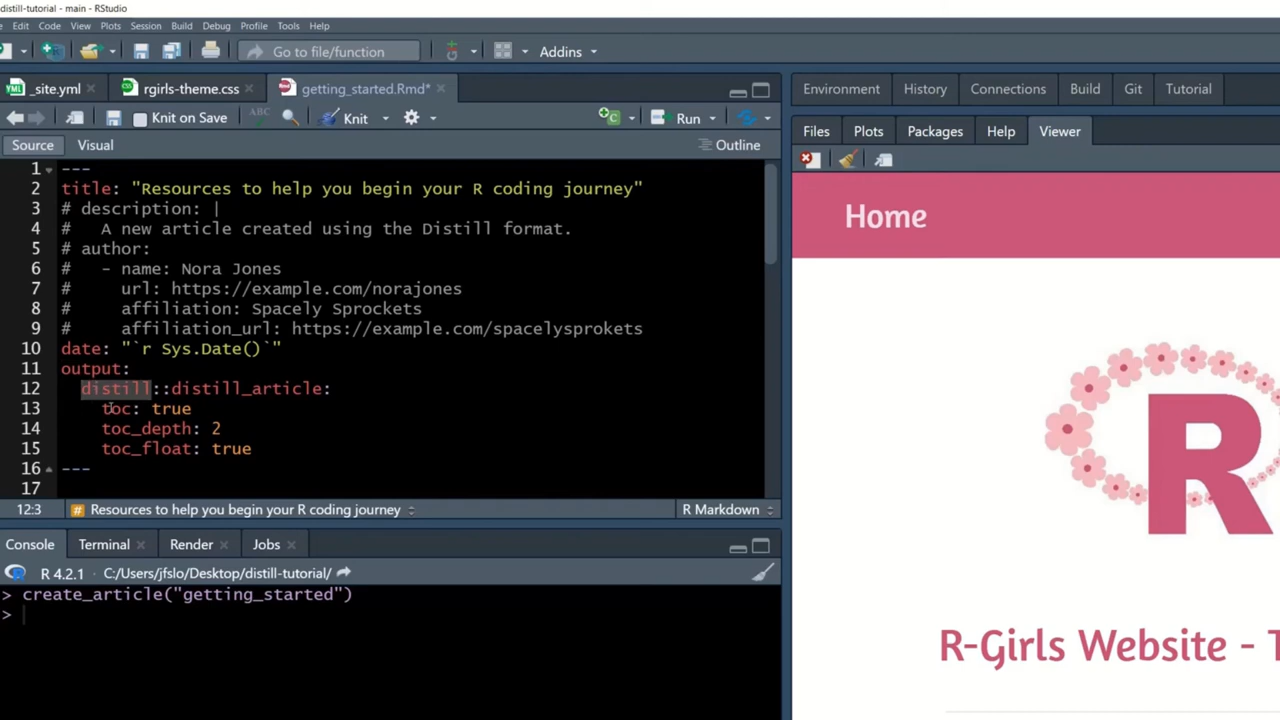 distill-tutorial - main - RStudio
Edit Code View Plots Session Build Debug Profile Tools Help
Go to file/function Addins
_site.yml rgirls-theme.css getting_started.Rmd*
Environment History Connections Build Git Tutorial
Knit on Save ABC Knit Run
Files Plots Packages Help Viewer
Source Visual Outline
1 ---
2 title: "Resources to help you begin your R coding journey"
3 # description: |
4 #   A new article created using the Distill format.
5 # author:
6 #   - name: Nora Jones
7 #     url: https://example.com/norajones
8 #     affiliation: Spacely Sprockets
9 #     affiliation_url: https://example.com/spacelysprokets
10 date: "`r Sys.Date()`"
11 output:
12   distill::distill_article:
13     toc: true
14     toc_depth: 2
15     toc_float: true
16 ---
17
12:3 # Resources to help you begin your R coding journey R Markdown
Console Terminal Render Jobs
R 4.2.1 · C:/Users/jfslo/Desktop/distill-tutorial/
> create_article("getting_started")
>
Home
R
R-Girls Website -